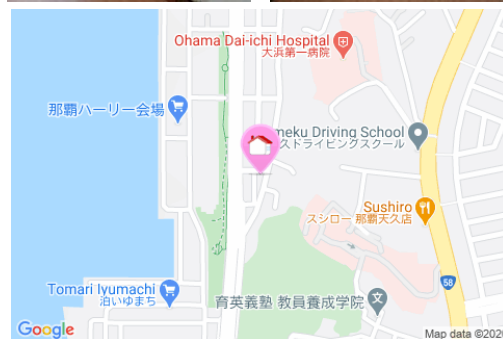 Ohama Dai-ichi Hospital
大浜第一病院
那覇ハーリー会場
neku Driving School
スドライビングスクール
Sushiro
スシロー 那覇天久店
58
Tomari Iyumachi
泊いゆまち
育英義塾 教員養成学院
文
Google
Map data ©202